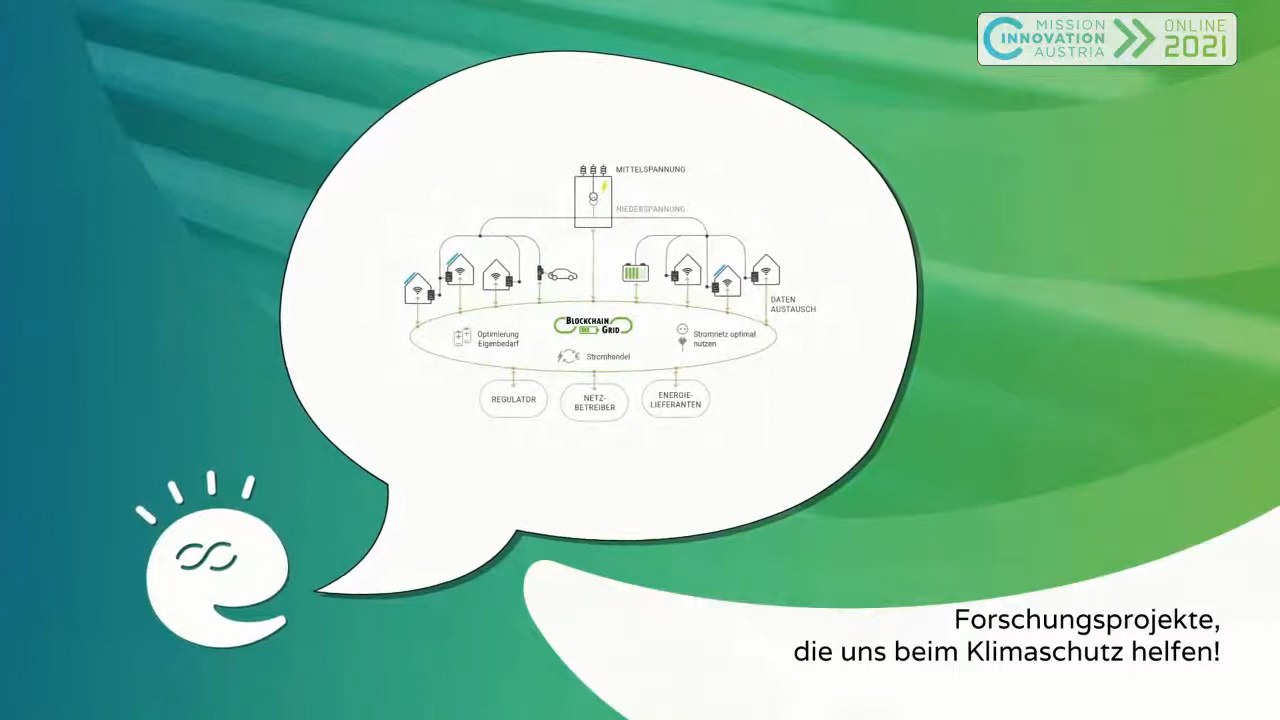 MISSION
INNOVATION
AUSTRIA
ONLINE
2021
MITTELSPANNUNG
NIEDERSPANNUNG
DATEN
AUSTAUSCH
BLOCKCHAIN
GRID
Optimierung
Eigenbedarf
Stromhandel
Stromnetz optimal
nutzen
REGULATOR
NETZ-
BETREIBER
ENERGIE-
LIEFERANTEN
Forschungsprojekte,
die uns beim Klimaschutz helfen!